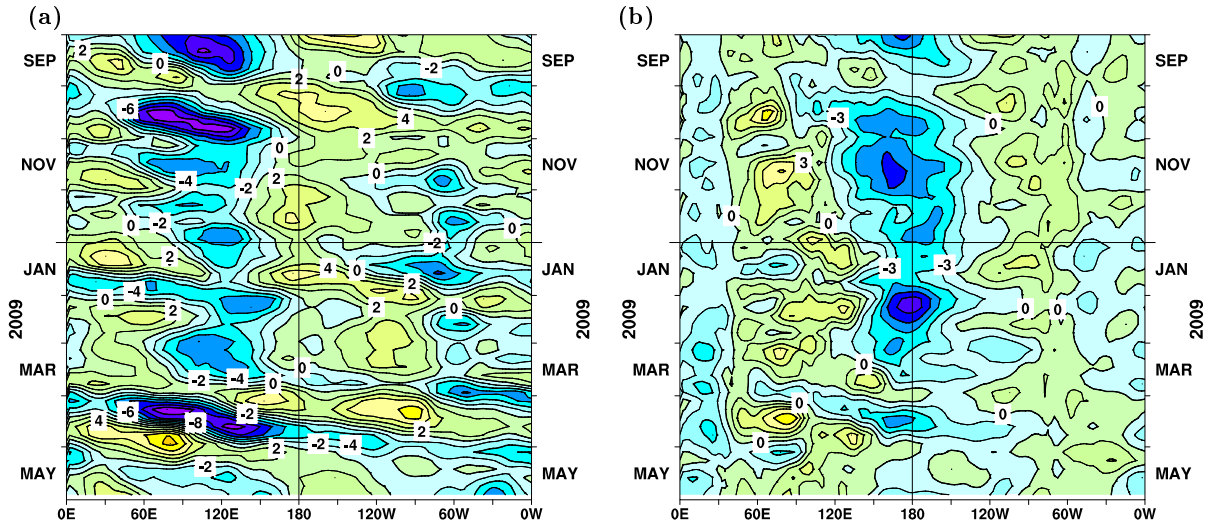 (a) (b)
SEP SEP SEP SEP
2 0 2 0 -2
-6 4 -3 0 0
0 2
NOV NOV NOV NOV
-4 -2 2 0 3
0 -2 0 0 0
-2
2
JAN 4 0 JAN JAN -3 -3 JAN
-4 2
0 2 2 0 0 0
2009 2009 2009 2009
MAR 0 MAR MAR 0 MAR
-2 -4 0
-6 -2 0 0
4 -8 2
2 -2 -4 0
MAY -2 MAY MAY 0 MAY
0E 60E 120E 180 120W 60W 0W 0E 60E 120E 180 120W 60W 0W